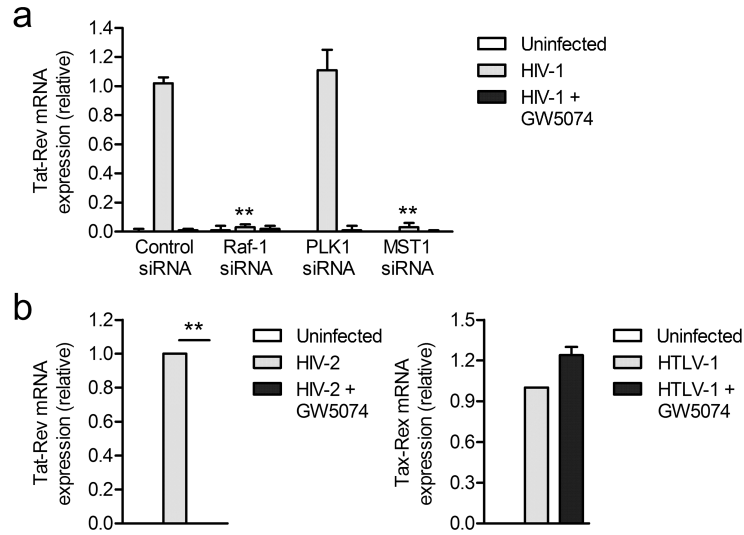 a
1.4
1.2
1.0
0.8
0.6
0.4
0.2
0.0
Tat-Rev mRNA
expression (relative)
**
**
Control
siRNA
Raf-1
siRNA
PLK1
siRNA
MST1
siRNA
Uninfected
HIV-1
HIV-1 +
GW5074
b
1.2
1.0
0.8
0.6
0.4
0.2
0.0
Tat-Rev mRNA
expression (relative)
**
Uninfected
HIV-2
HIV-2 +
GW5074
1.5
1.2
0.9
0.6
0.3
0.0
Tax-Rex mRNA
expression (relative)
Uninfected
HTLV-1
HTLV-1 +
GW5074